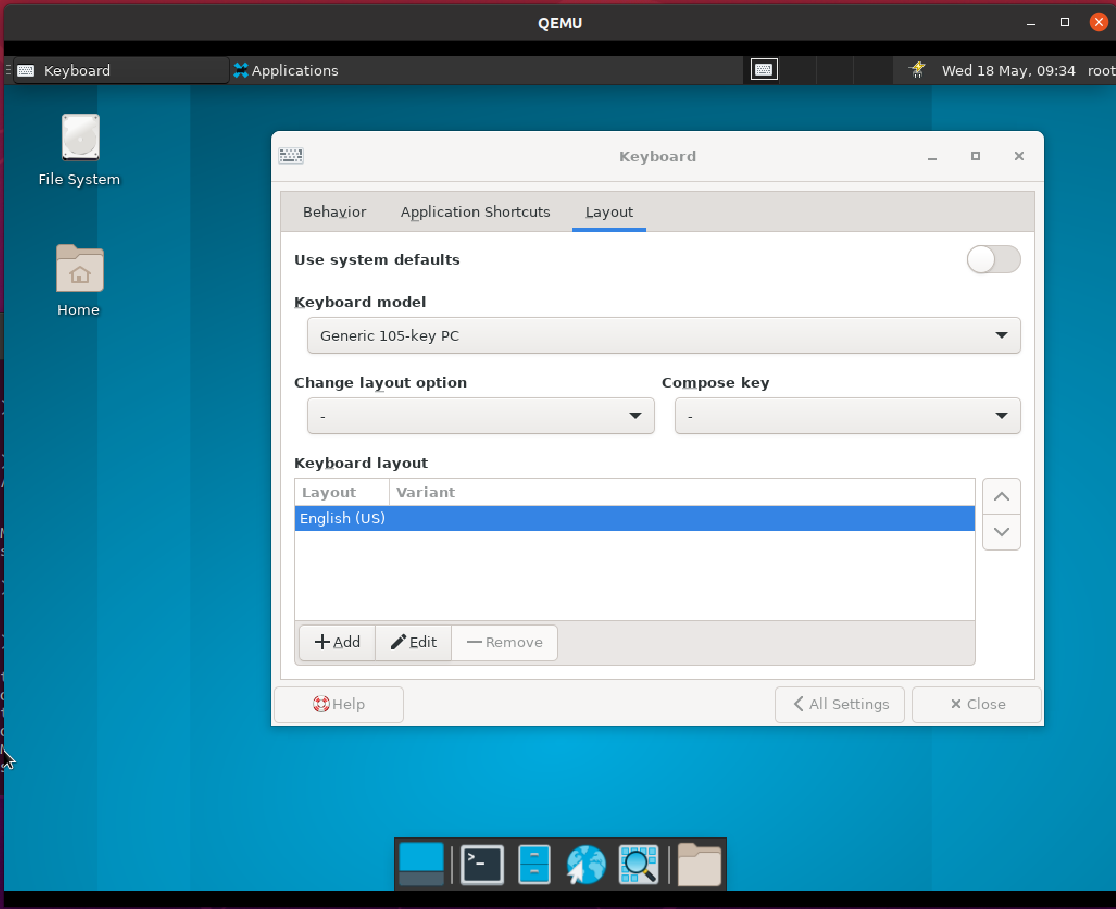 QEMU
Keyboard
Applications
Wed 18 May, 09:34
root
File System
Home
Keyboard
Behavior
Application Shortcuts
Layout
Use system defaults
Keyboard model
Generic 105-key PC
Change layout option
Compose key
-
-
Keyboard layout
Layout
Variant
English (US)
Add
Edit
Remove
Help
All Settings
Close
>_